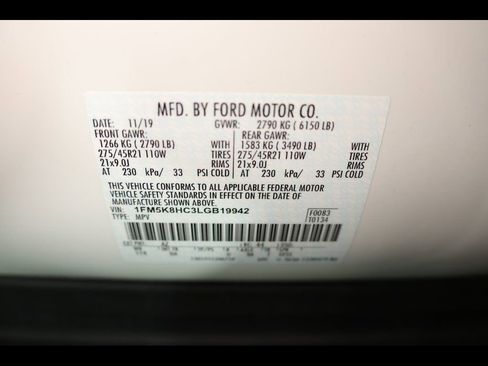 MFD. BY FORD MOTOR CO.
DATE: 11/19 GVWR: 2790 KG ( 6150 LB)
FRONT GAWR: REAR GAWR:
1266 KG ( 2790 LB) WITH 1583 KG ( 3490 LB) WITH
275/45R21 110W TIRES 275/45R21 110W TIRES
21x9.0J RIMS 21x9.0J RIMS
AT 230 kPa/ 33 PSI COLD AT 230 kPa/ 33 PSI COLD
THIS VEHICLE CONFORMS TO ALL APPLICABLE FEDERAL MOTOR
VEHICLE SAFETY STANDARDS IN EFFECT ON THE DATE OF
MANUFACTURE SHOWN ABOVE.
VIN: 1FM5K8HC3LGB19942 F0083
TYPE: MPV T0134